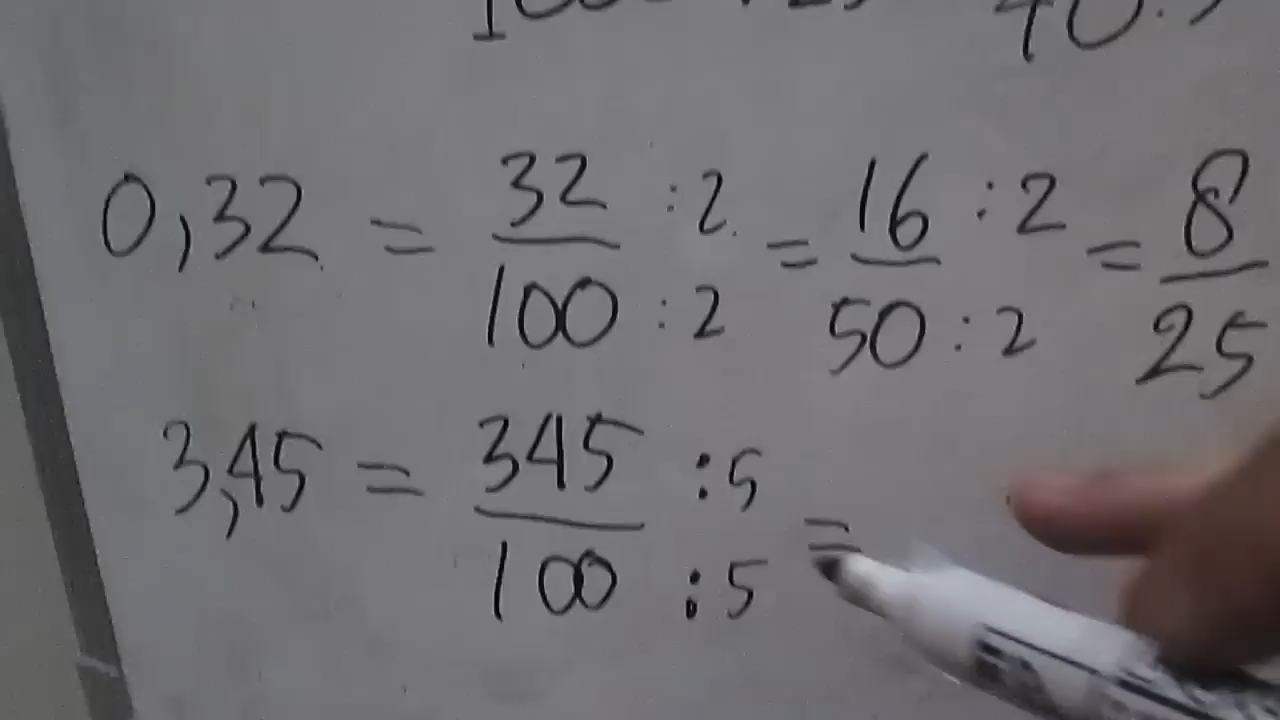 0,32 = 32/100 :2/:2 = 16/50 :2/:2 = 8/25
3,45 = 345/100 :5/:5 =